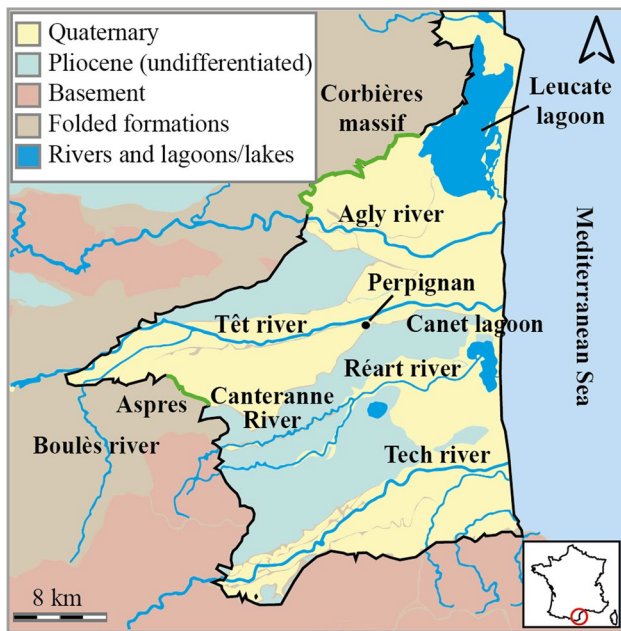 Quaternary
Pliocene (undifferentiated)
Basement
Folded formations
Rivers and lagoons/lakes
Corbières
massif
Leucate
lagoon
Agly river
Mediterranean Sea
Perpignan
Têt river
Canet lagoon
Réart river
Aspres
Canteranne
River
Boulès river
Tech river
8 km